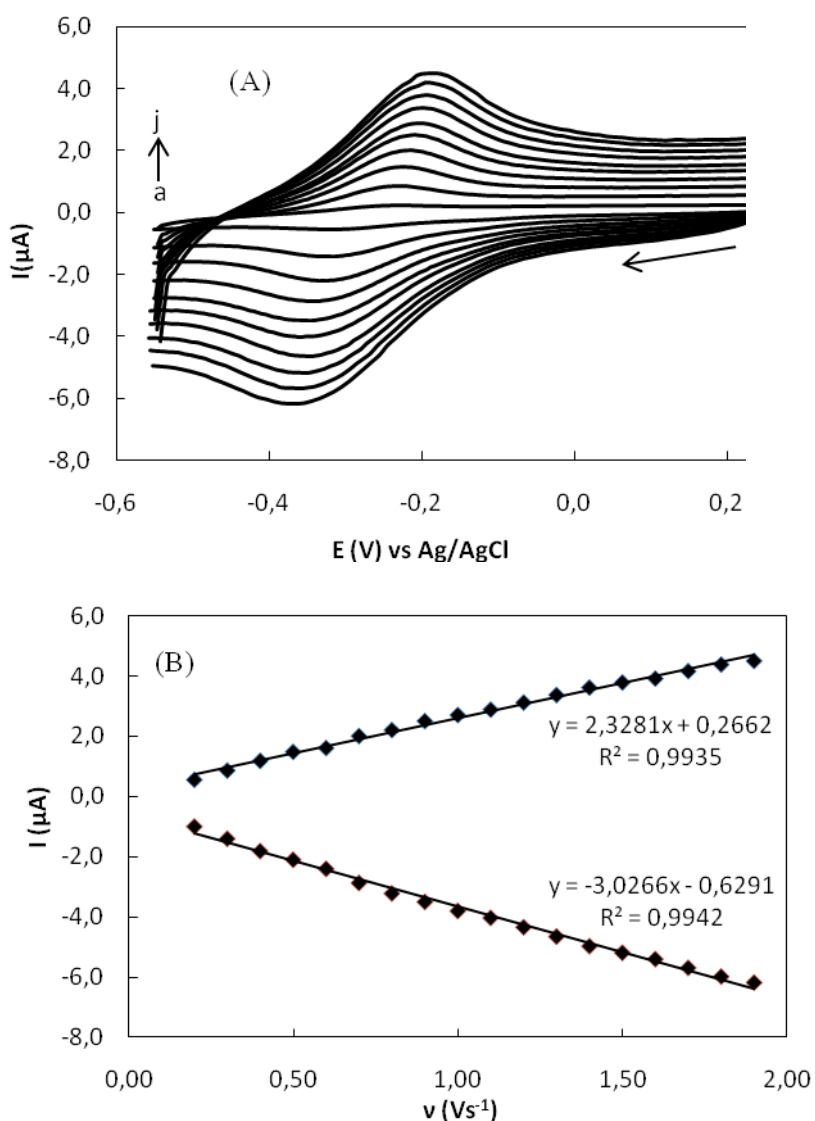 6,0
(A)
4,0
j
2,0
a
0,0
I(µA)
-2,0
-4,0
-6,0
-8,0
-0,6 -0,4 -0,2 0,0 0,2
E (V) vs Ag/AgCl
6,0
(B)
4,0
y = 2,3281x + 0,2662
R² = 0,9935
2,0
0,0
I (µA)
-2,0
y = -3,0266x - 0,6291
R² = 0,9942
-4,0
-6,0
-8,0
0,00 0,50 1,00 1,50 2,00
ν (Vs⁻¹)